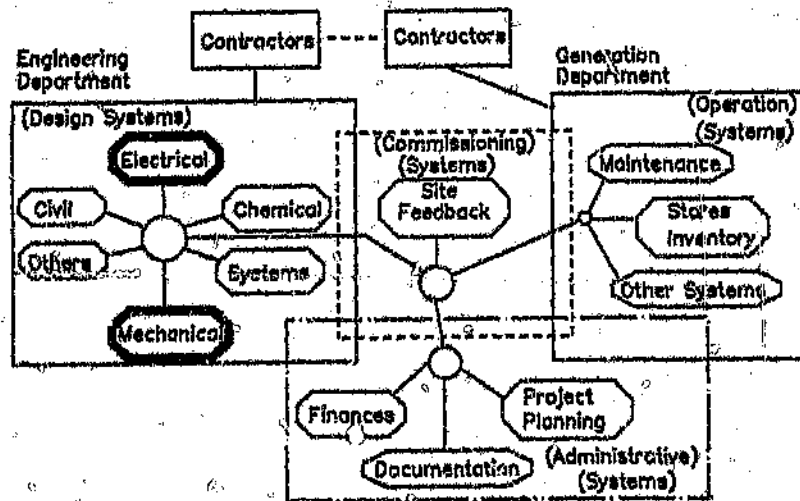 Contractors
Contractors
Engineering
Department
Generation
Department
(Design Systems)
Electrical
Civil
Chemical
Others
Systems
Mechanical
(Commissioning)
(Systems)
Site
Feedback
(Operation)
(Systems)
Maintenance
Stores
Inventory
Other Systems
Finances
Project
Planning
Documentation
(Administrative)
(Systems)